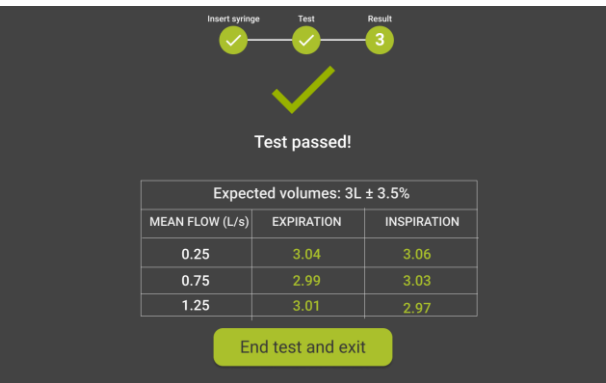 Insert syringe Test Result
3
Test passed!
Expected volumes: 3L ± 3.5%
MEAN FLOW (L/s) EXPIRATION INSPIRATION
0.25 3.04 3.06
0.75 2.99 3.03
1.25 3.01 2.97
End test and exit